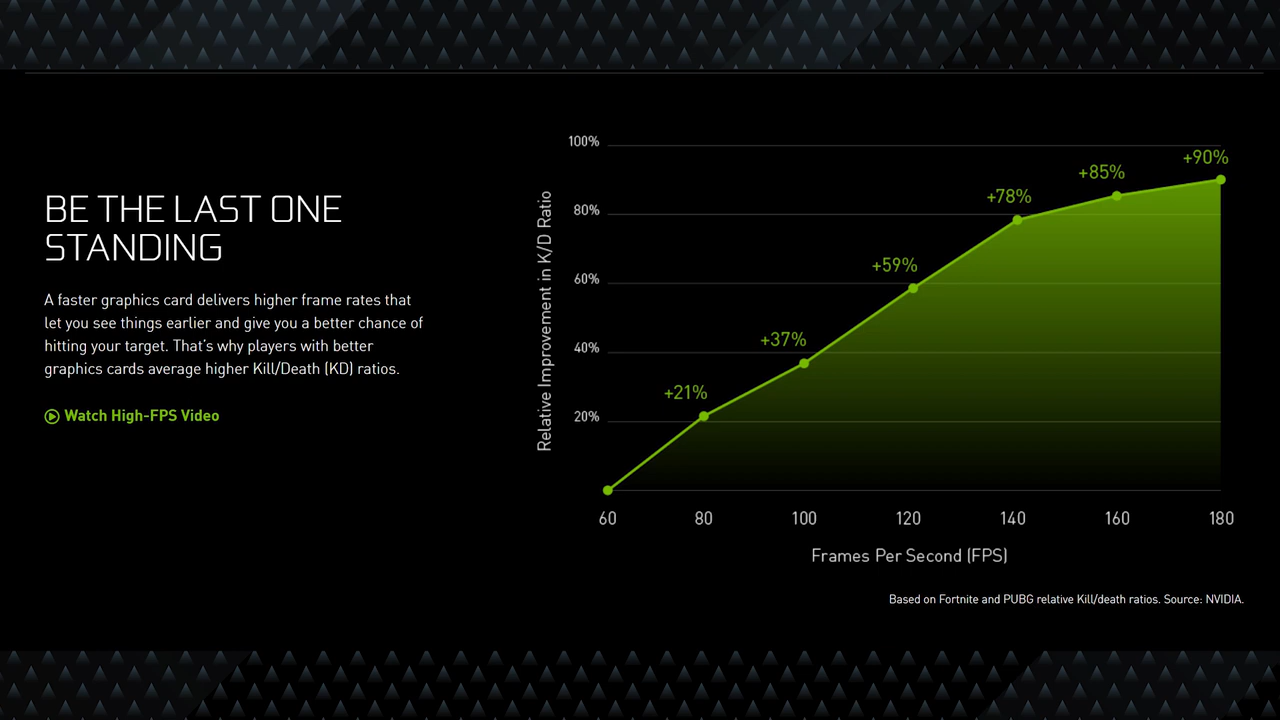 BE THE LAST ONE
STANDING
A faster graphics card delivers higher frame rates that
let you see things earlier and give you a better chance of
hitting your target. That's why players with better
graphics cards average higher Kill/Death (KD) ratios.
Watch High-FPS Video
Relative Improvement in K/D Ratio
100%
80%
60%
40%
20%
+21%
+37%
+59%
+78%
+85%
+90%
60 80 100 120 140 160 180
Frames Per Second (FPS)
Based on Fortnite and PUBG relative Kill/death ratios. Source: NVIDIA.